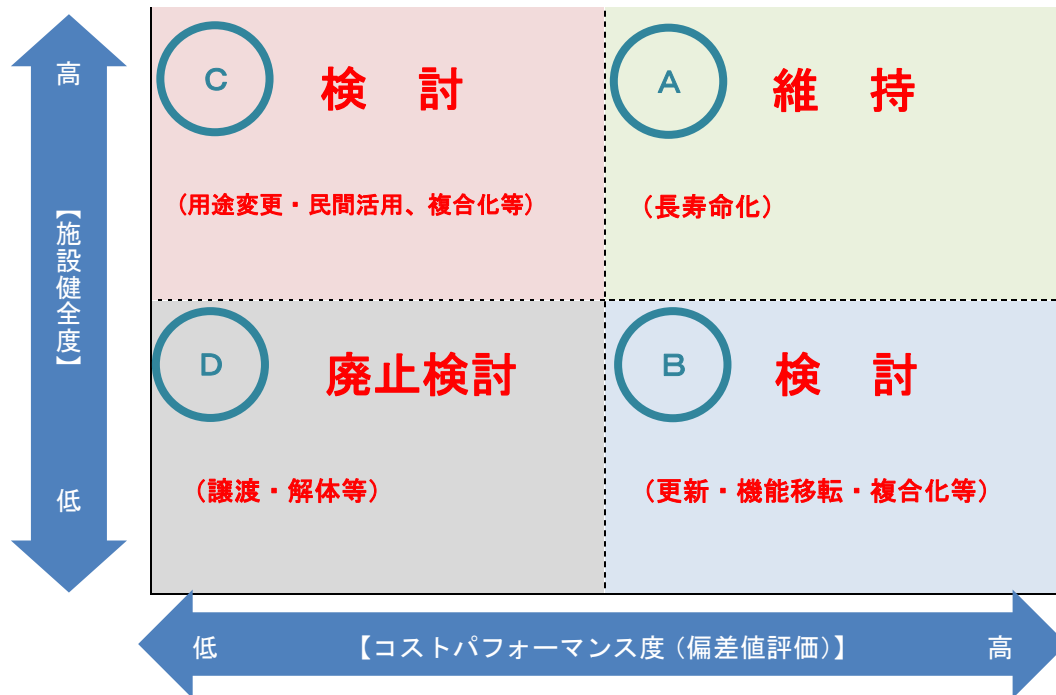 高
【施設健全度】
低
C
検　討
（用途変更・民間活用、複合化等）
A
維　持
（長寿命化）
D
廃止検討
（譲渡・解体等）
B
検　討
（更新・機能移転・複合化等）
低
【コストパフォーマンス度（偏差値評価）】
高